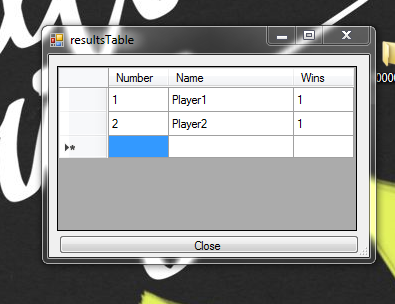 resultsTable
Number Name Wins
1 Player1 1
2 Player2 1
Close